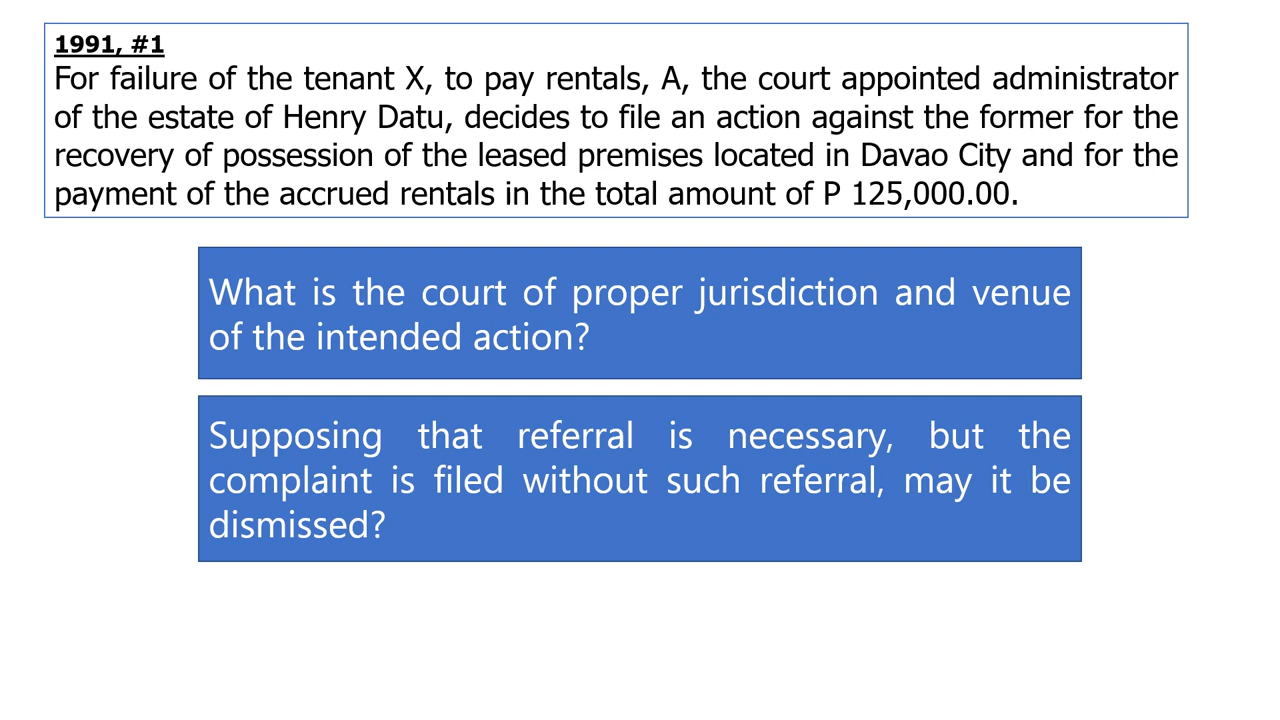 1991, #1
For failure of the tenant X, to pay rentals, A, the court appointed administrator
of the estate of Henry Datu, decides to file an action against the former for the
recovery of possession of the leased premises located in Davao City and for the
payment of the accrued rentals in the total amount of P 125,000.00.
What is the court of proper jurisdiction and venue
of the intended action?
Supposing that referral is necessary, but the
complaint is filed without such referral, may it be
dismissed?